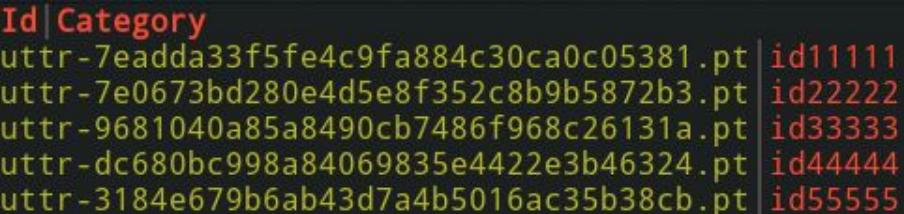 Id|Category
uttr-7eadda33f5fe4c9fa884c30ca0c05381.pt|id11111
uttr-7e0673bd280e4d5e8f352c8b9b5872b3.pt|id22222
uttr-9681040a85a8490cb7486f968c26131a.pt|id33333
uttr-dc680bc998a84069835e4422e3b46324.pt|id44444
uttr-3184e679b6ab43d7a4b5016ac35b38cb.pt|id55555